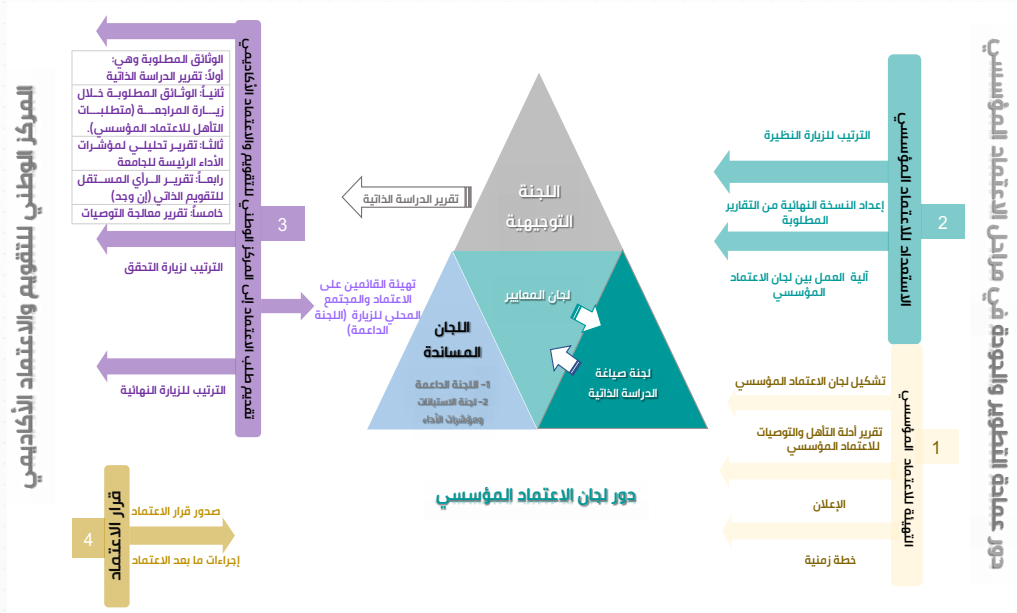 دور عمادة التطوير والجودة في مراحل الاعتماد المؤسسي
2
الاستعداد للاعتماد المؤسسي
الترتيب للزيارة النظيرة
إعداد النسخة النهائية من التقارير
المطلوبة
آلية العمل بين لجان الاعتماد
المؤسسي
1
التهيئة للاعتماد المؤسسي
تشكيل لجان الاعتماد المؤسسي
تقرير أدلة التأهل والتوصيات
للاعتماد المؤسسي
الإعلان
خطة زمنية
اللجنة
التوجيهية
تقرير الدراسة الذاتية
لجان المعايير
لجنة صياغة
الدراسة الذاتية
اللجان
المساندة
1- اللجنة الداعمة
2- لجنة الاستبانات
ومؤشرات الأداء
دور لجان الاعتماد المؤسسي
3
تقديم طلب الاعتماد إلى المركز الوطني للتقويم والاعتماد الأكاديمي
الوثائق المطلوبة وهي:
أولاً: تقرير الدراسة الذاتية
ثانياً: الوثائق المطلوبة خلال
زيارة المراجعة (متطلبات
التأهل للاعتماد المؤسسي).
ثالثا: تقرير تحليلي لمؤشرات
الأداء الرئيسة للجامعة
رابعاً: تقرير الرأي المستقل
للتقويم الذاتي (إن وجد)
خامساً: تقرير معالجة التوصيات
الترتيب لزيارة التحقق
تهيئة القائمين على
الاعتماد والمجتمع
المحلي للزيارة (اللجنة
الداعمة)
الترتيب للزيارة النهائية
4
قرار الاعتماد
صدور قرار الاعتماد
إجراءات ما بعد الاعتماد
المركز الوطني للتقويم والاعتماد الأكاديمي